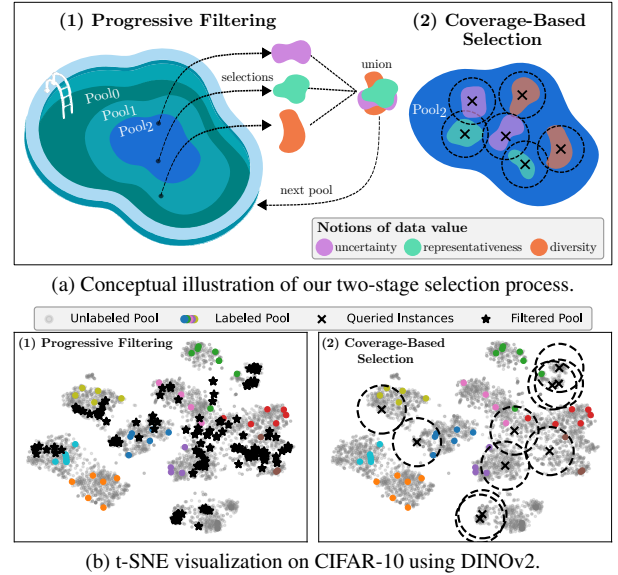 (1) Progressive Filtering
(2) Coverage-Based
Selection
selections
union
Pool0
Pool1
Pool2
Pool2
next pool
Notions of data value
uncertainty
representativeness
diversity
(a) Conceptual illustration of our two-stage selection process.
Unlabeled Pool
Labeled Pool
Queried Instances
Filtered Pool
(1) Progressive Filtering
(2) Coverage-Based
Selection
(b) t-SNE visualization on CIFAR-10 using DINOv2.